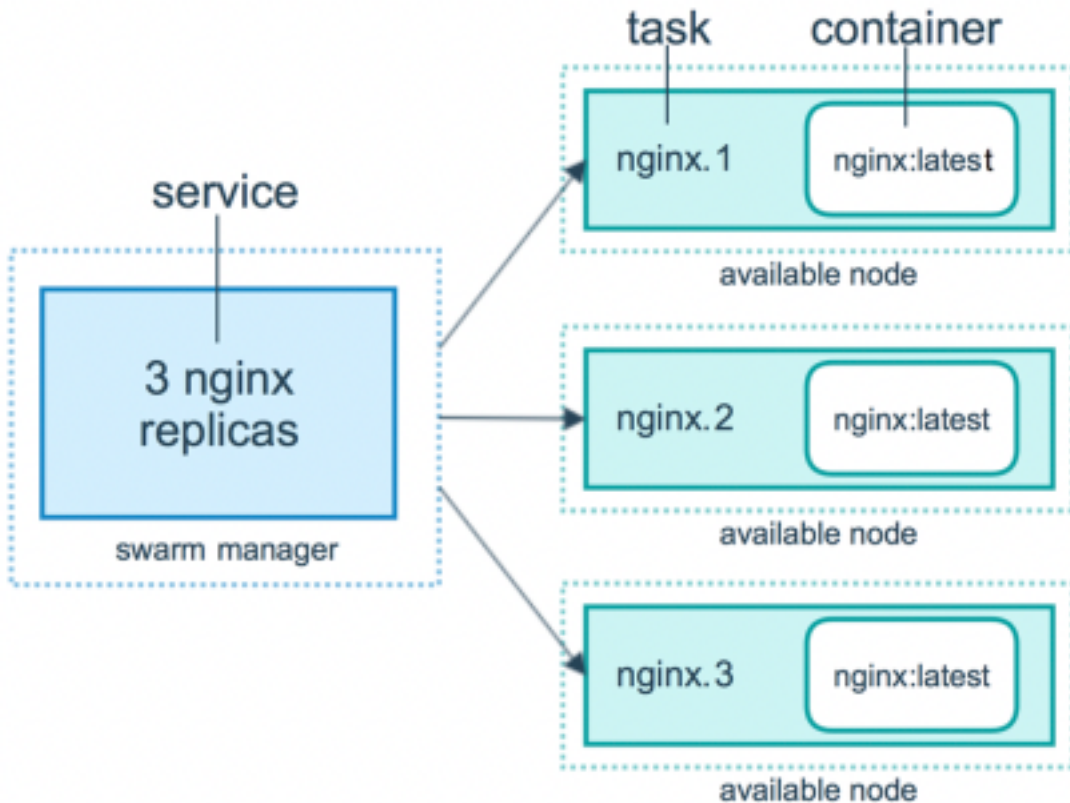 task
container
nginx.1
nginx:latest
available node
service
3 nginx
replicas
swarm manager
nginx.2
nginx:latest
available node
nginx.3
nginx:latest
available node